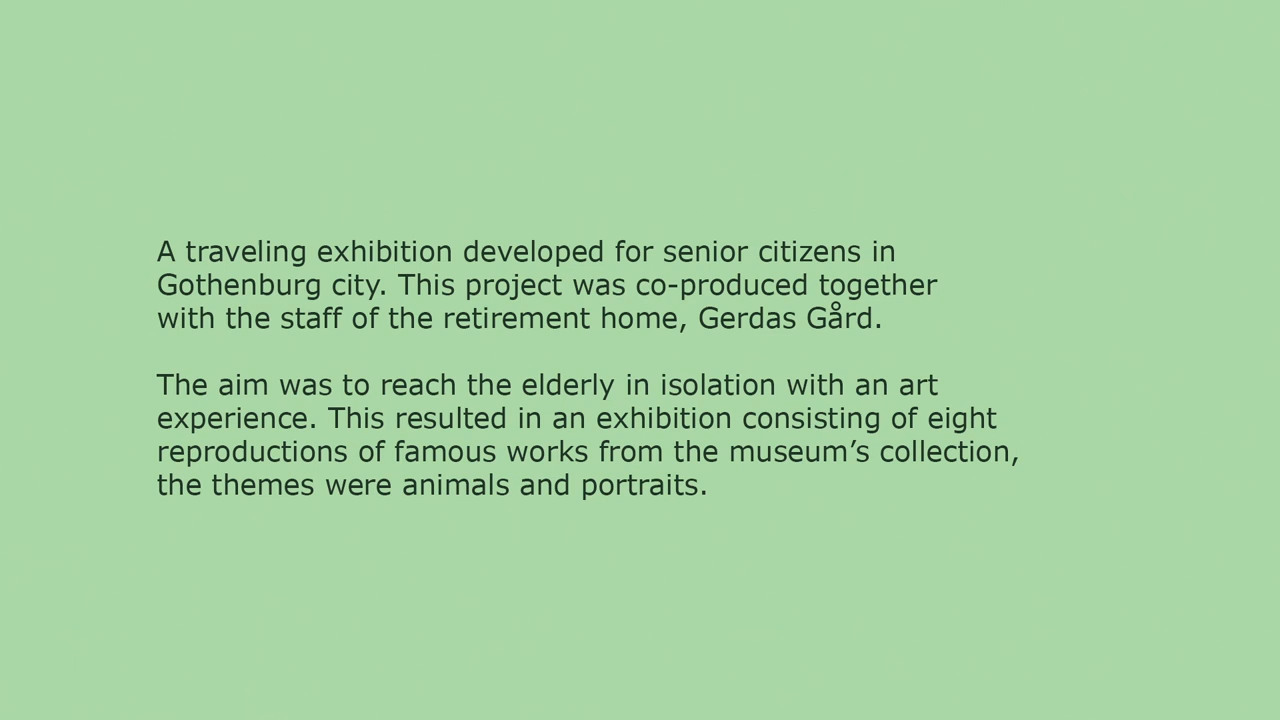 A traveling exhibition developed for senior citizens in
Gothenburg city. This project was co-produced together
with the staff of the retirement home, Gerdas Gård.
The aim was to reach the elderly in isolation with an art
experience. This resulted in an exhibition consisting of eight
reproductions of famous works from the museum’s collection,
the themes were animals and portraits.